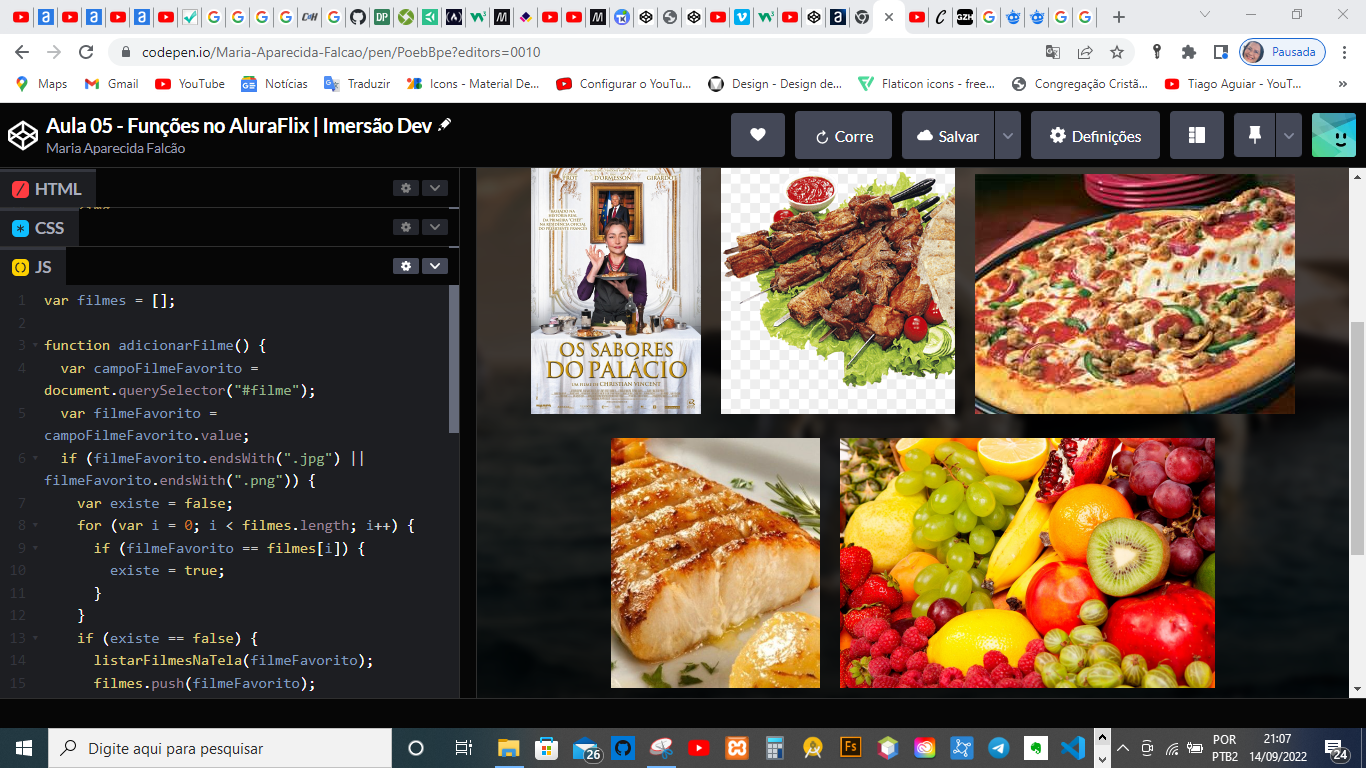 codepen.io/Maria-Aparecida-Falcao/pen/PoebBpe?editors=0010
Pausada
Maps
Gmail
YouTube
Notícias
Traduzir
Icons - Material De...
Configurar o YouTu...
Design - Design de...
Flaticon icons - free...
Congregação Cristã...
Tiago Aguiar - YouT...
»
Aula 05 - Funções no AluraFlix | Imersão Dev
Maria Aparecida Falcão
Corre
Salvar
Definições
HTML
CSS
JS
1 var filmes = [];
2
3 function adicionarFilme() {
4 var campoFilmeFavorito =
document.querySelector("#filme");
5 var filmeFavorito =
campoFilmeFavorito.value;
6 if (filmeFavorito.endsWith(".jpg") ||
filmeFavorito.endsWith(".png")) {
7 var existe = false;
8 for (var i = 0; i < filmes.length; i++) {
9 if (filmeFavorito == filmes[i]) {
10 existe = true;
11 }
12 }
13 if (existe == false) {
14 listarFilmesNaTela(filmeFavorito);
15 filmes.push(filmeFavorito);
FROT D'ORMESSON GIRARDOT
OS SABORES
DO PALÁCIO
UM FILME DE CHRISTIAN VINCENT
Digite aqui para pesquisar
26
Fs
POR
PTB2
21:07
14/09/2022
24